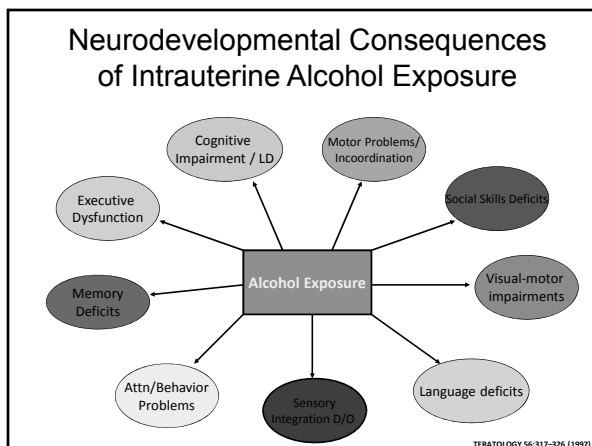 Neurodevelopmental Consequences
of Intrauterine Alcohol Exposure
Cognitive
Impairment / LD
Motor Problems/
Incoordination
Executive
Dysfunction
Social Skills Deficits
Alcohol Exposure
Memory
Deficits
Visual-motor
impairments
Attn/Behavior
Problems
Sensory
Integration D/O
Language deficits
TERATOLOGY 56:317–326 (1997)